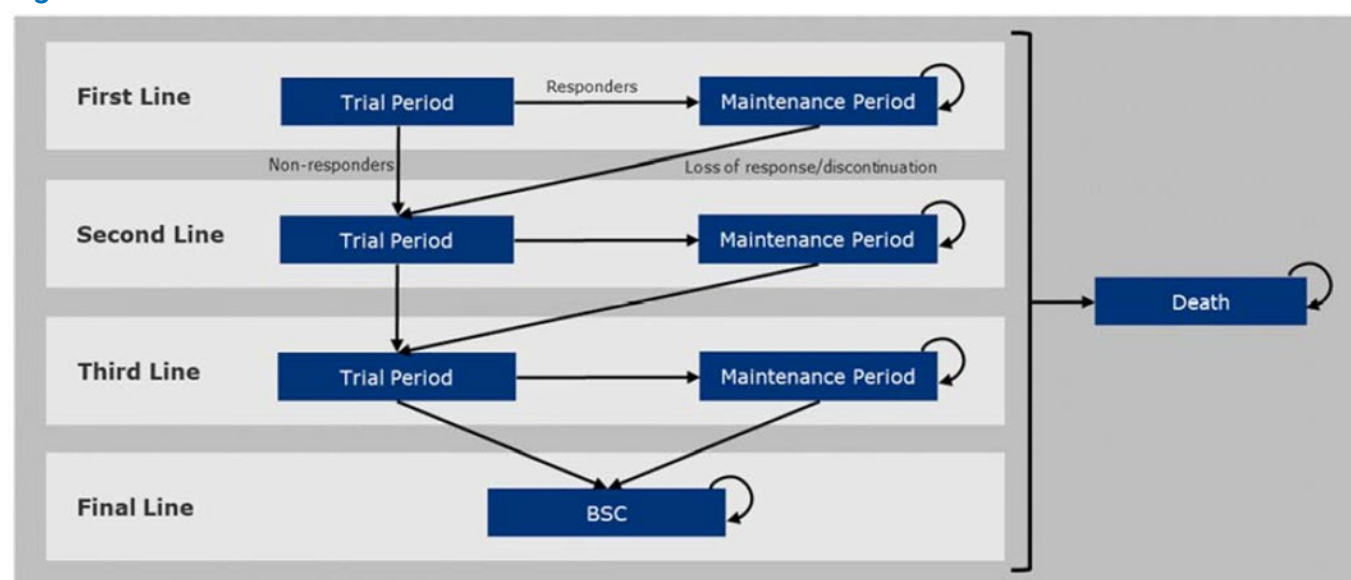 First Line
Trial Period
Responders
Maintenance Period
Non-responders
Loss of response/discontinuation
Second Line
Trial Period
Maintenance Period
Death
Third Line
Trial Period
Maintenance Period
Final Line
BSC